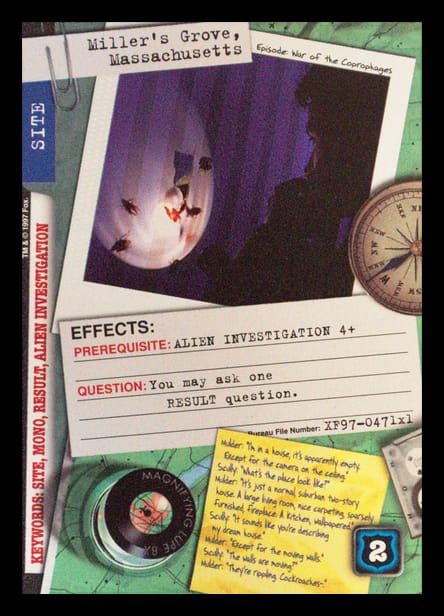 Miller's Grove,
Massachusetts
Episode: War of the Coprophages
SITE
TM & © 1997 Fox.
KEYWORDS: SITE, MONO, RESULT, ALIEN INVESTIGATION
EFFECTS:
PREREQUISITE: ALIEN INVESTIGATION 4+
QUESTION: You may ask one
RESULT question.
Bureau File Number: XF97-0471x1
MAGNIFYING LUPE 8X
Mulder: "I'm in a house, it's apparently empty.
Except for the camera on the ceiling."
Scully: "What's the place look like?"
Mulder: "It's just a normal, suburban two-story
house. A large living room, nice carpeting, sparsely
furnished fireplace. A kitchen, wallpapered."
Scully: "It sounds like you're describing
my dream house."
Mulder: "Except for the moving walls."
Scully: "The walls are moving?"
Mulder: "They're rippling. Cockroaches-"
2